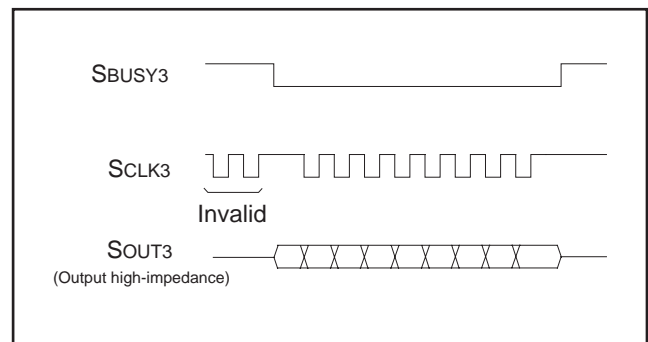 SBUSY3
SCLK3
Invalid
SOUT3
(Output high-impedance)